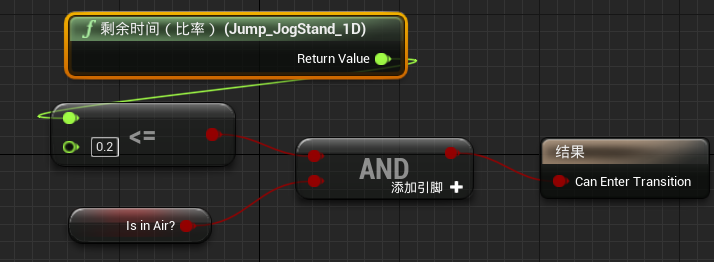 f 剩余时间（比率）(Jump_JogStand_1D)
Return Value
<=
0.2
AND
添加引脚 +
Is in Air?
结果
Can Enter Transition